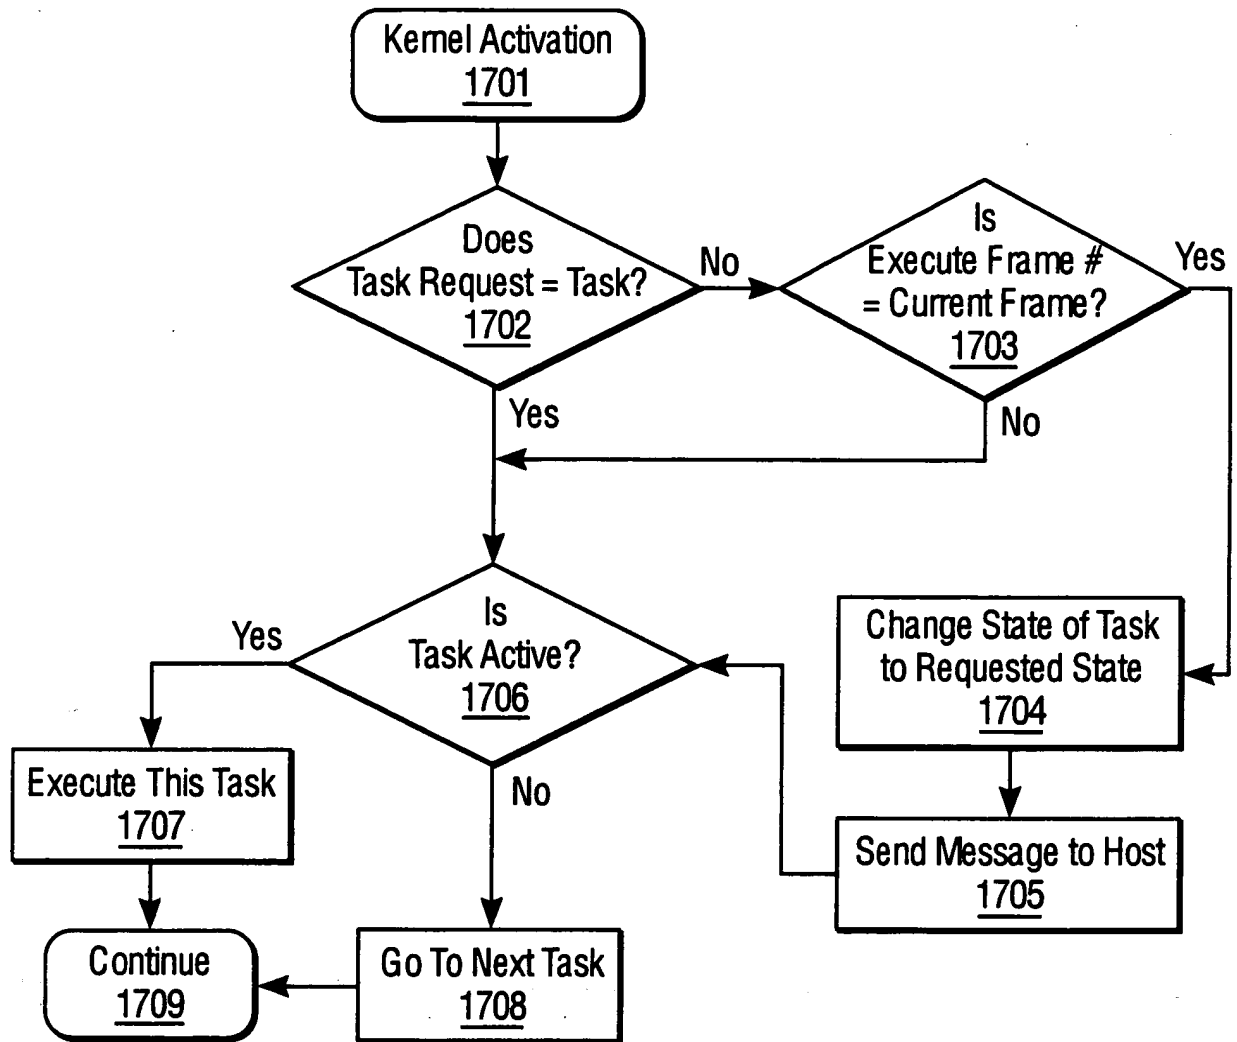 Kernel Activation
1701
Does
Task Request = Task?
1702
No
Is
Execute Frame #
= Current Frame?
1703
Yes
Yes
No
Is
Task Active?
1706
Yes
No
Change State of Task
to Requested State
1704
Execute This Task
1707
Send Message to Host
1705
Continue
1709
Go To Next Task
1708